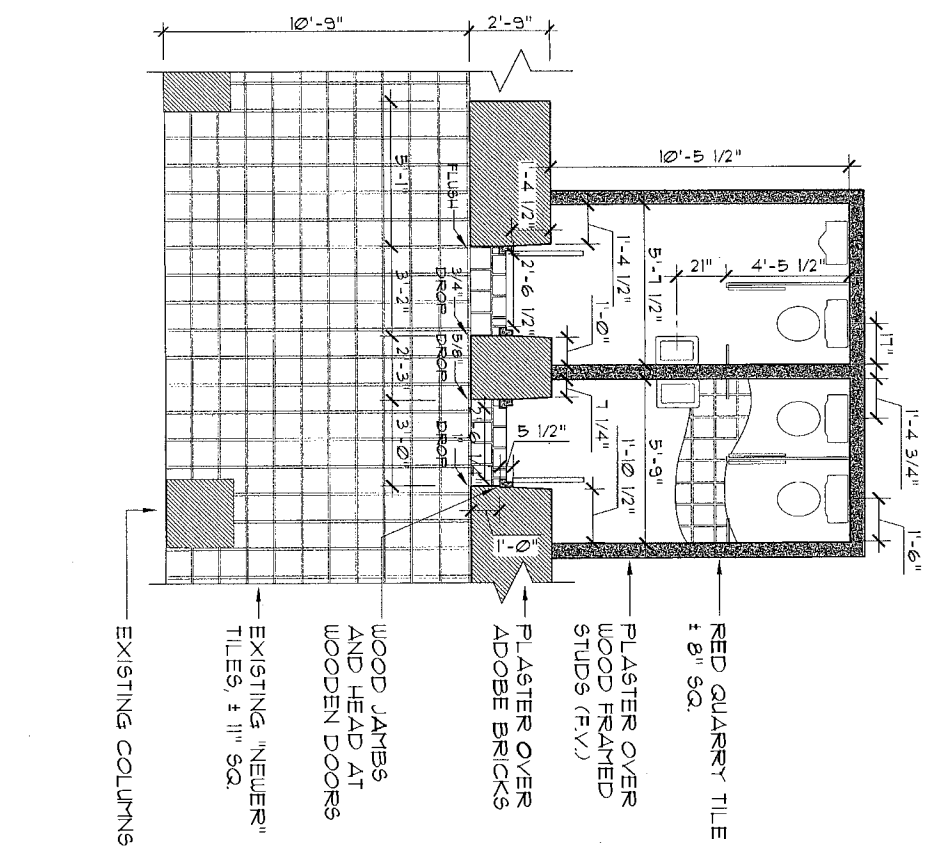 10'-9"
2'-9"
10'-5 1/2"
5'-1"
FLUSH
1'-4 1/2"
3'-2"
3/4"
DROP
2'-6 1/2"
1'-0"
1'-4 1/2"
5'-7 1/2"
21"
4'-5 1/2"
17"
2'-3"
5/8"
DROP
3'-0"
1"
DROP
2'-6 1/4"
5 1/2"
7 1/4"
1'-10 1/2"
5'-9"
1'-4 3/4"
1'-6"
1'-0"
RED QUARRY TILE
± 8" SQ.
PLASTER OVER
WOOD FRAMED
STUDS (F.V.)
PLASTER OVER
ADOBE BRICKS
WOOD JAMBS
AND HEAD AT
WOODEN DOORS
EXISTING "NEWER"
TILES, ± 11" SQ.
EXISTING COLUMNS